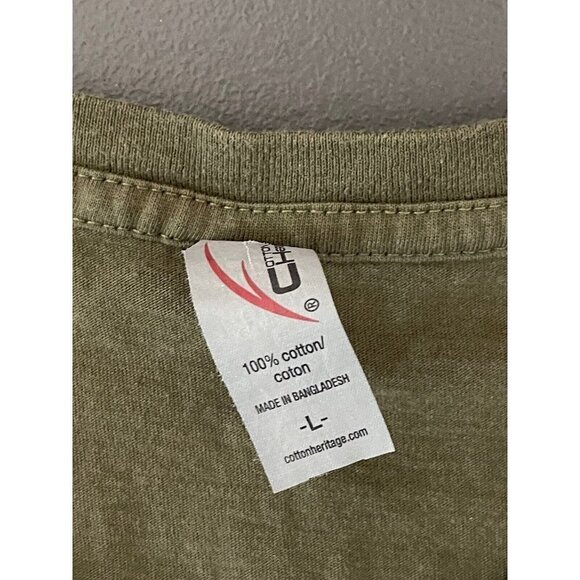 ®
100% cotton/
coton
MADE IN BANGLADESH
-L-
cottonheritage.com